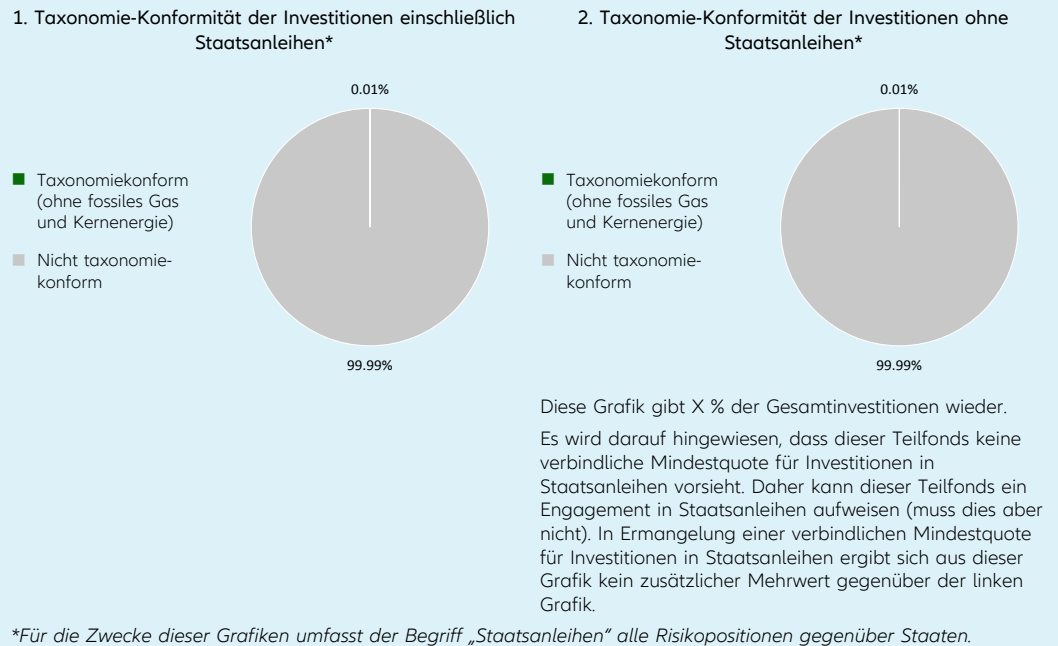 1. Taxonomie-Konformität der Investitionen einschließlich
Staatsanleihen*
0.01%
Taxonomiekonform
(ohne fossiles Gas
und Kernenergie)
Nicht taxonomie-
konform
99.99%
2. Taxonomie-Konformität der Investitionen ohne
Staatsanleihen*
0.01%
Taxonomiekonform
(ohne fossiles Gas
und Kernenergie)
Nicht taxonomie-
konform
99.99%
Diese Grafik gibt X % der Gesamtinvestitionen wieder.
Es wird darauf hingewiesen, dass dieser Teilfonds keine
verbindliche Mindestquote für Investitionen in
Staatsanleihen vorsieht. Daher kann dieser Teilfonds ein
Engagement in Staatsanleihen aufweisen (muss dies aber
nicht). In Ermangelung einer verbindlichen Mindestquote
für Investitionen in Staatsanleihen ergibt sich aus dieser
Grafik kein zusätzlicher Mehrwert gegenüber der linken
Grafik.
*Für die Zwecke dieser Grafiken umfasst der Begriff „Staatsanleihen“ alle Risikopositionen gegenüber Staaten.